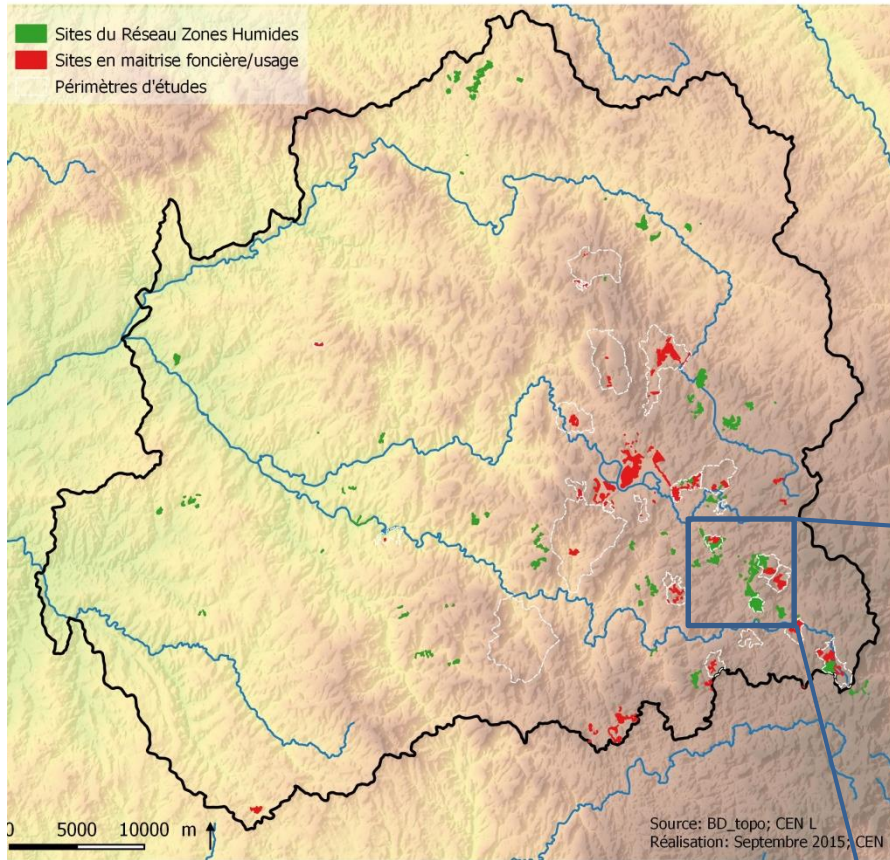 Sites du Réseau Zones Humides
Sites en maitrise foncière/usage
Périmètres d'études
0 5000 10000 m
Source: BD_topo; CEN L
Réalisation: Septembre 2015; CEN